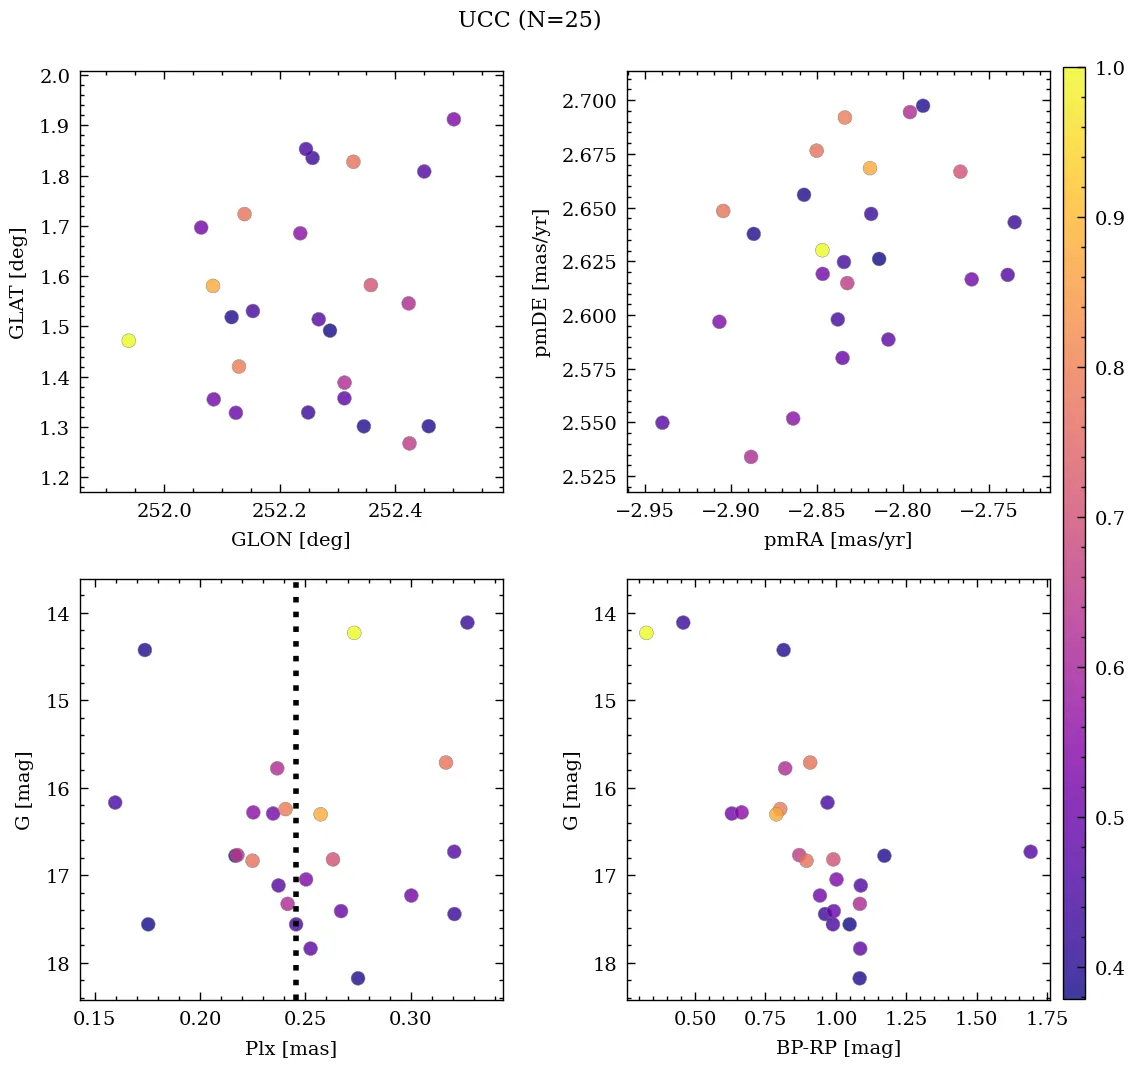 UCC (N=25)
2.0
1.9
1.8
1.7
1.6
1.5
1.4
1.3
1.2
GLAT [deg]
252.0 252.2 252.4
GLON [deg]
2.700
2.675
2.650
2.625
2.600
2.575
2.550
2.525
pmDE [mas/yr]
−2.95 −2.90 −2.85 −2.80 −2.75
pmRA [mas/yr]
14
15
16
17
18
G [mag]
0.15 0.20 0.25 0.30
Plx [mas]
14
15
16
17
18
G [mag]
0.50 0.75 1.00 1.25 1.50 1.75
BP-RP [mag]
1.0
0.9
0.8
0.7
0.6
0.5
0.4